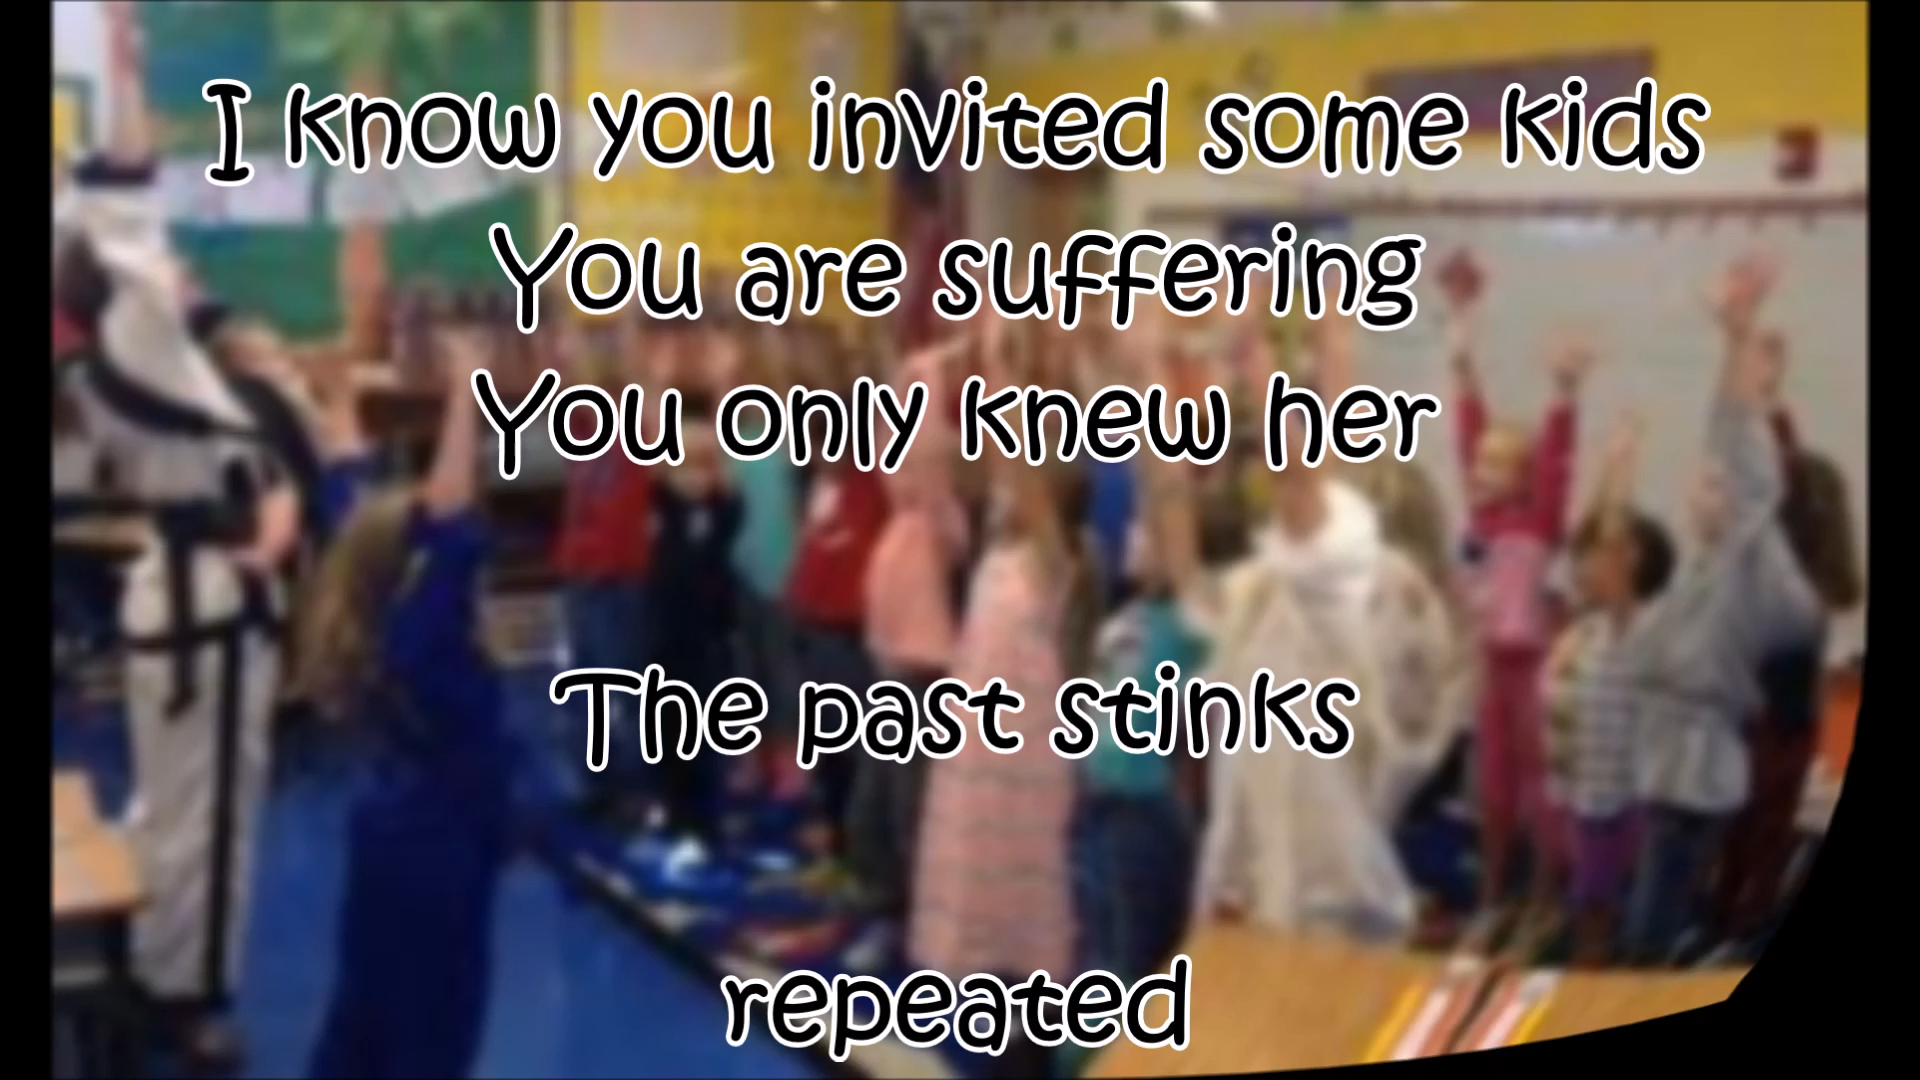 I know you invited some kids
You are suffering
You only knew her
The past stinks
repeated